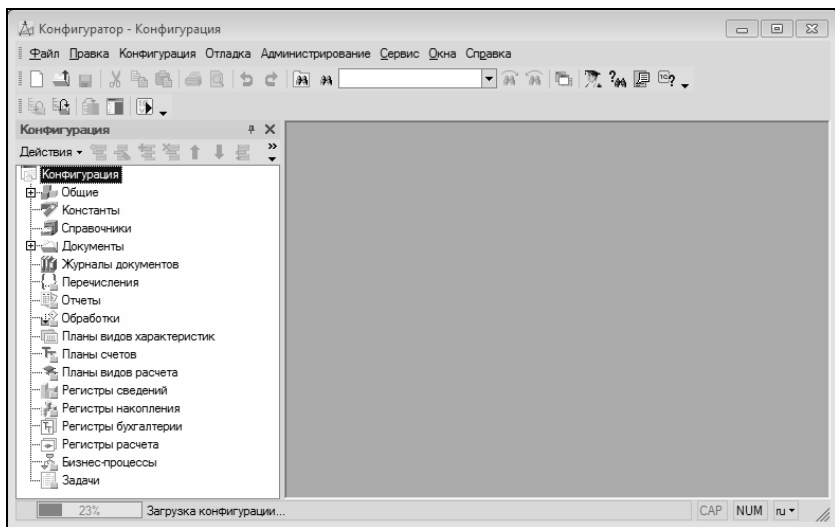 Конфигуратор - Конфигурация
Файл Правка Конфигурация Отладка Администрирование Сервис Окна Справка
Конфигурация
Действия
Конфигурация
Общие
Константы
Справочники
Документы
Журналы документов
Перечисления
Отчеты
Обработки
Планы видов характеристик
Планы счетов
Планы видов расчета
Регистры сведений
Регистры накопления
Регистры бухгалтерии
Регистры расчета
Бизнес-процессы
Задачи
23% Загрузка конфигурации... CAP NUM ru